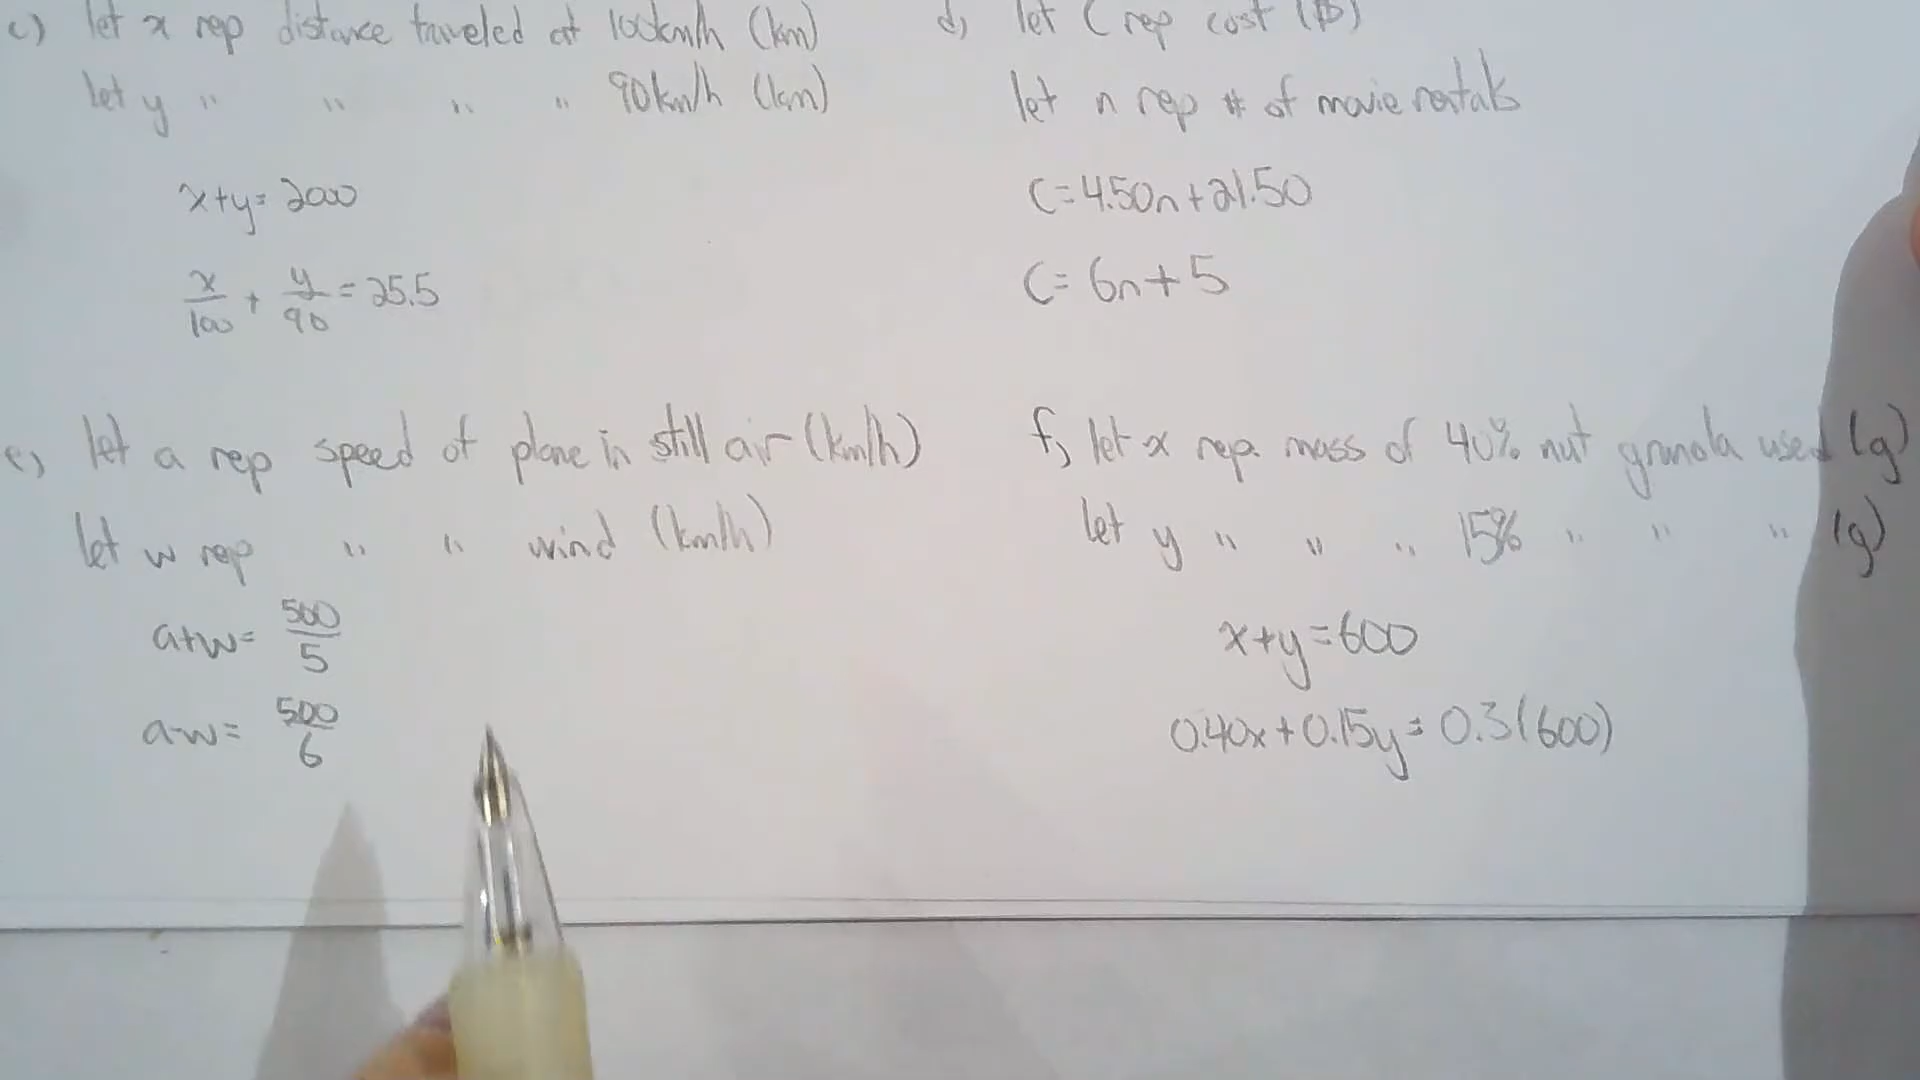 c) let x rep distance traveled at 100km/h (km)
let y " " " " 90km/h (km)
x+y=2000
x/100 + y/90 = 25.5
d) let C rep cost ($)
let n rep # of movie rentals
C=4.50n+21.50
C=6n+5
e) let a rep speed of plane in still air (km/h)
let w rep " " wind (km/h)
a+w= 500/5
a-w= 500/6
f) let x rep. mass of 40% nut granola used (g)
let y " " " 15% " " " (g)
x+y=600
0.40x+0.15y=0.3(600)